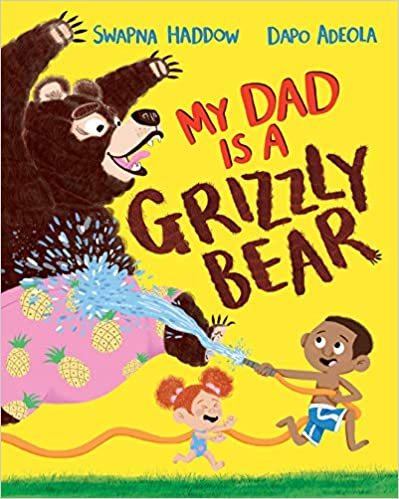 SWAPNA HADDOW DAPO ADEOLA
MY DAD
IS A
GRIZZLY
BEAR